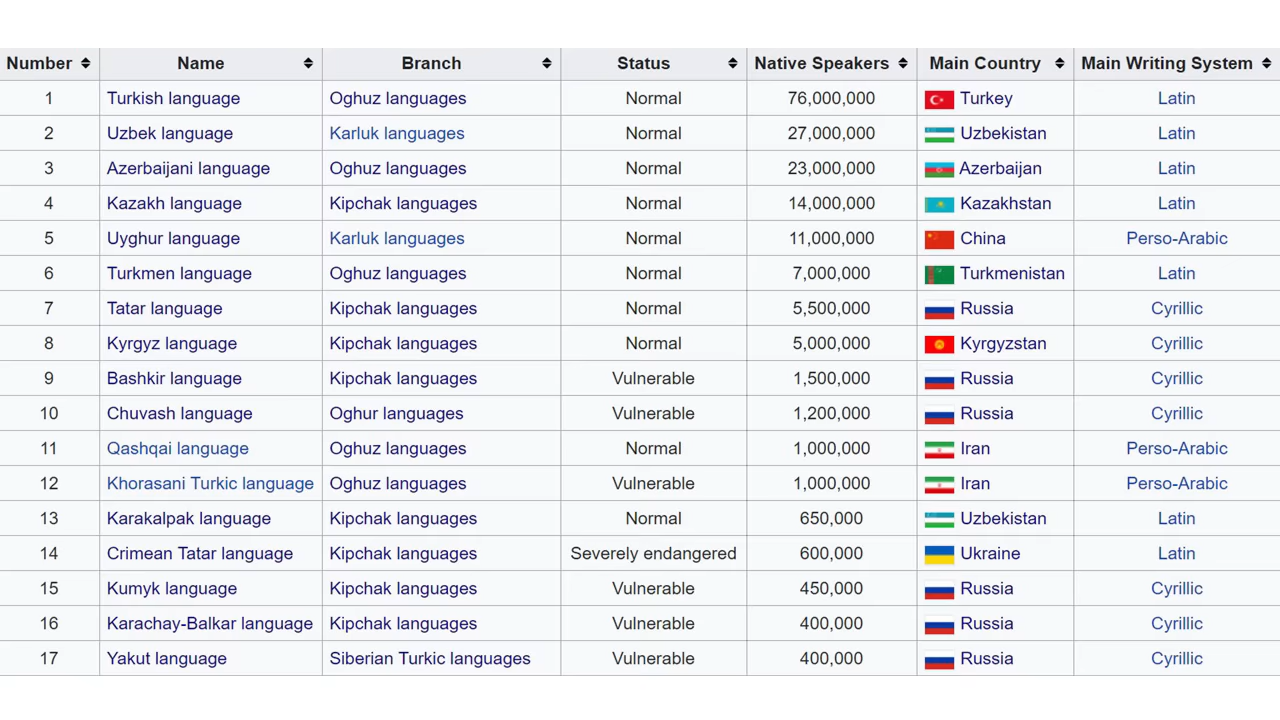 Number Name Branch Status Native Speakers Main Country Main Writing System
1 Turkish language Oghuz languages Normal 76,000,000 Turkey Latin
2 Uzbek language Karluk languages Normal 27,000,000 Uzbekistan Latin
3 Azerbaijani language Oghuz languages Normal 23,000,000 Azerbaijan Latin
4 Kazakh language Kipchak languages Normal 14,000,000 Kazakhstan Latin
5 Uyghur language Karluk languages Normal 11,000,000 China Perso-Arabic
6 Turkmen language Oghuz languages Normal 7,000,000 Turkmenistan Latin
7 Tatar language Kipchak languages Normal 5,500,000 Russia Cyrillic
8 Kyrgyz language Kipchak languages Normal 5,000,000 Kyrgyzstan Cyrillic
9 Bashkir language Kipchak languages Vulnerable 1,500,000 Russia Cyrillic
10 Chuvash language Oghur languages Vulnerable 1,200,000 Russia Cyrillic
11 Qashqai language Oghuz languages Normal 1,000,000 Iran Perso-Arabic
12 Khorasani Turkic language Oghuz languages Vulnerable 1,000,000 Iran Perso-Arabic
13 Karakalpak language Kipchak languages Normal 650,000 Uzbekistan Latin
14 Crimean Tatar language Kipchak languages Severely endangered 600,000 Ukraine Latin
15 Kumyk language Kipchak languages Vulnerable 450,000 Russia Cyrillic
16 Karachay-Balkar language Kipchak languages Vulnerable 400,000 Russia Cyrillic
17 Yakut language Siberian Turkic languages Vulnerable 400,000 Russia Cyrillic